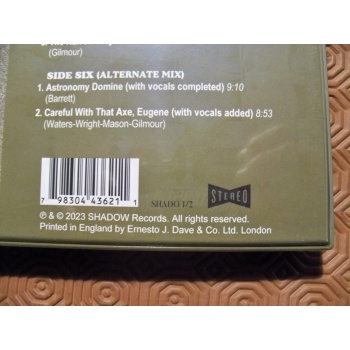 (Gilmour)
SIDE SIX (ALTERNATE MIX)
1. Astronomy Domine (with vocals completed) 9:10
(Barrett)
2. Careful With That Axe, Eugene (with vocals added) 8:53
(Waters-Wright-Mason-Gilmour)
7 98304 43621 1
SHADO 1/2
STEREO
℗ & © 2023 SHADOW Records. All rights reserved.
Printed in England by Ernesto J. Dave & Co. Ltd. London